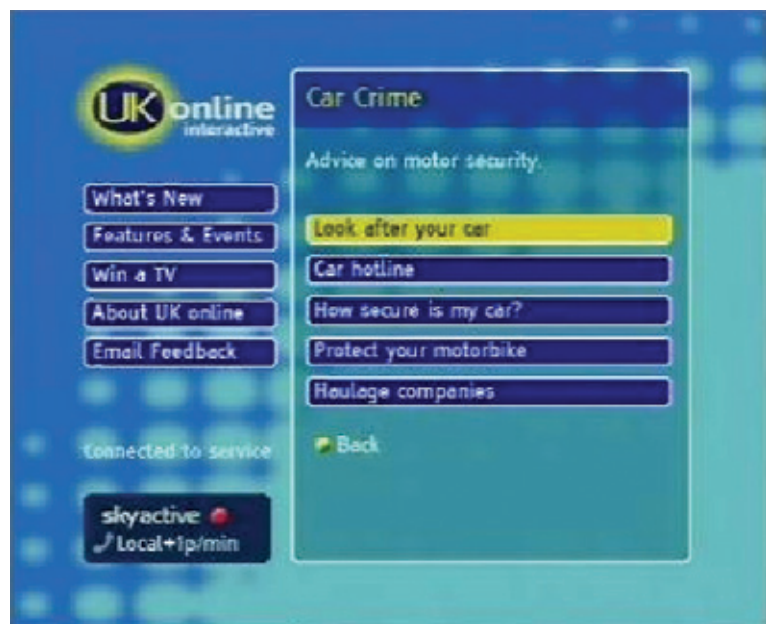 UK online
interactive
What's New
Features & Events
Win a TV
About UK online
Email Feedback
Connected to service
skyactive
Local+1p/min
Car Crime
Advice on motor security.
Look after your car
Car hotline
How secure is my car?
Protect your motorbike
Haulage companies
Back